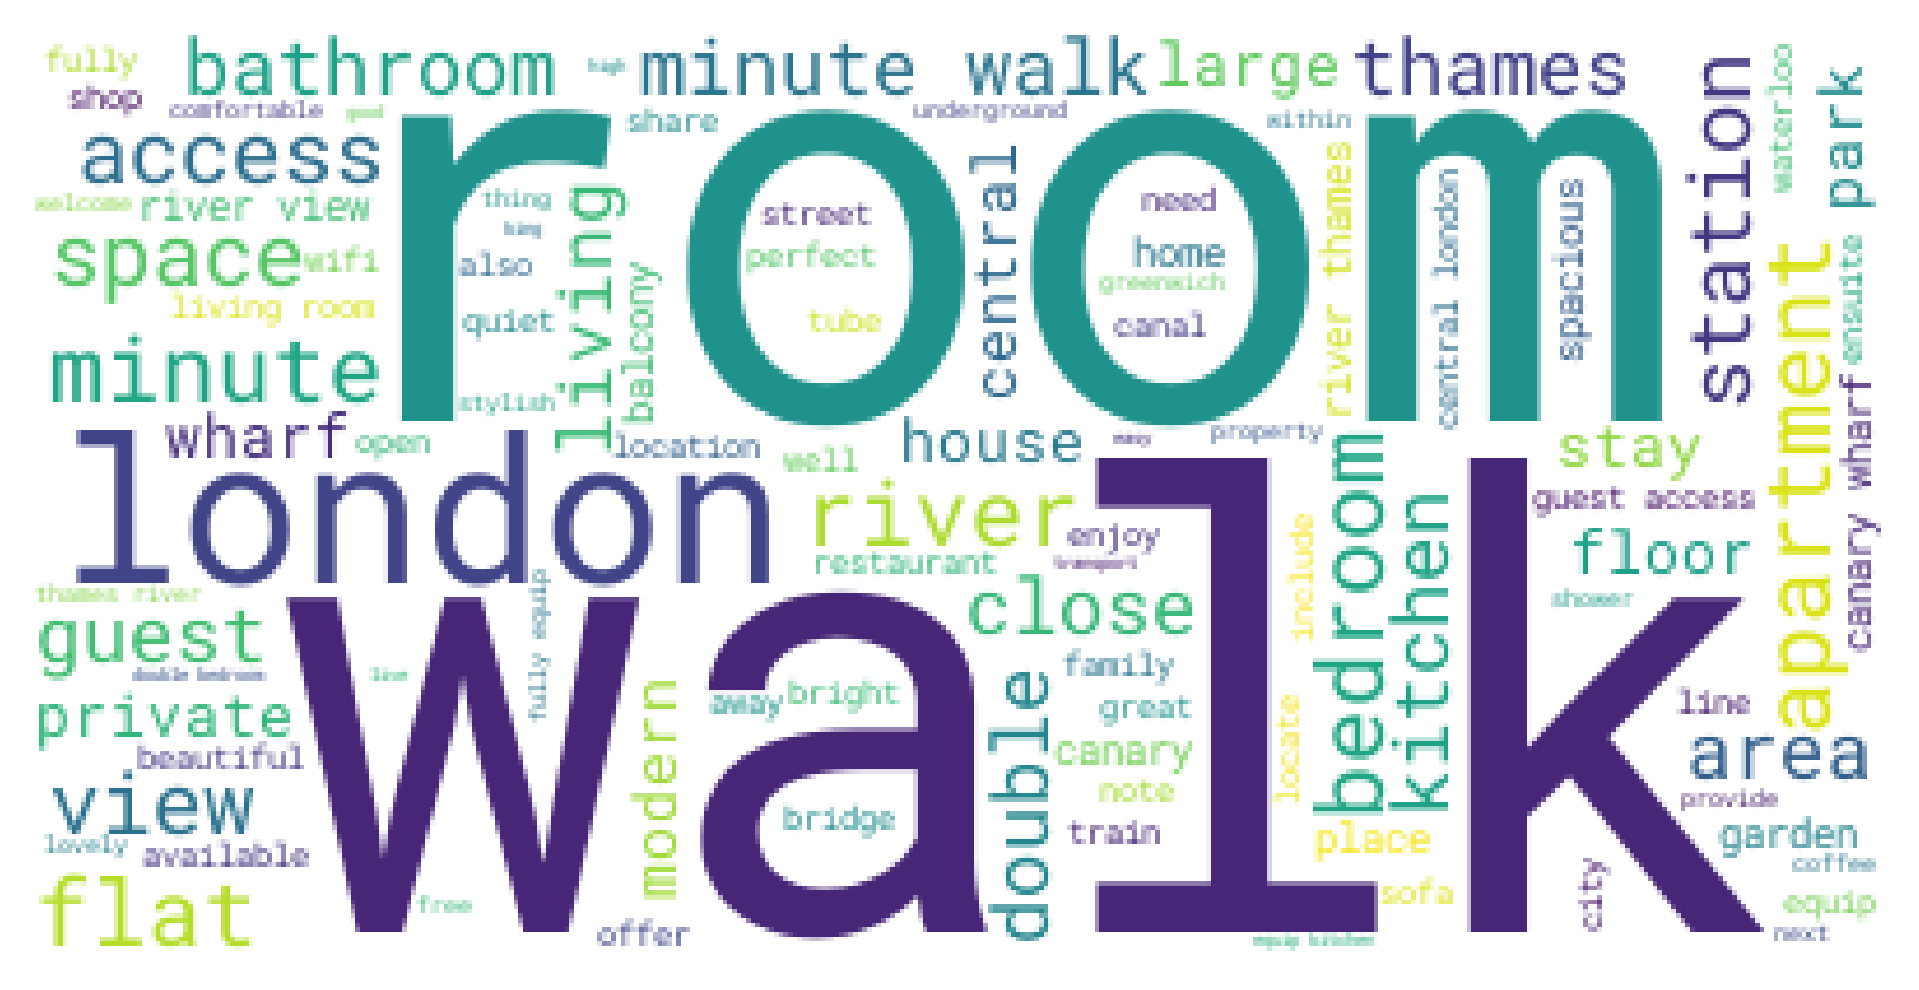 fully
bathroom
high
minute walk
large
thames
shop
comfortable
good
share
underground
within
station
waterloo
park
access
room
welcome
river view
thing
king
living
street
need
central
river thames
central london
spacious
space
wifi
also
balcony
perfect
home
greenwich
ensuite
apartment
living room
quiet
tube
canal
minute
stylish
wharf
open
location
well
house
property
stay
canary wharf
london
river
enjoy
restaurant
transport
bedroom
kitchen
guest access
include
floor
thames river
fully equip
close
shower
guest
walk
double bedroom
line
family
private
modern
away
bright
double
great
locate
line
beautiful
canary
area
view
bridge
note
provide
lovely
available
train
place
garden
coffee
flat
free
sofa
city
equip
offer
equip kitchen
next